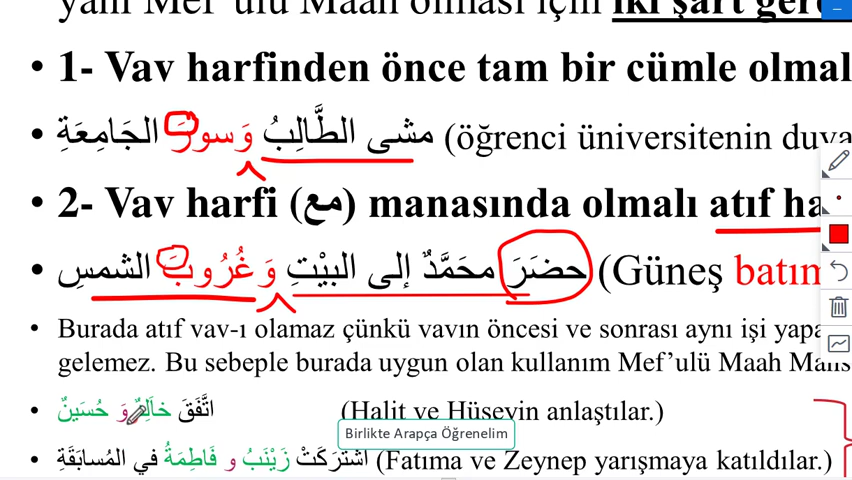 yani Mef'ulü Maah olması için iki şart gere
• 1- Vav harfinden önce tam bir cümle olmal
• مشى الطَّالِبُ وَسورَ الجَامِعَةِ (öğrenci üniversitenin duva
• 2- Vav harfi (مع) manasında olmalı atıf ha
• حضَرَ محَمَّدٌ إلى البيْتِ وَ غُرُوبَ الشمسِ (Güneş batım
• Burada atıf vav-ı olamaz çünkü vavın öncesi ve sonrası aynı işi yapa
gelemez. Bu sebeple burada uygun olan kullanım Mef'ulü Maah
• اتَّفَقَ خاَلِدٌ وَ حُسَينٌ (Halit ve Hüseyin anlaştılar.)
Birlikte Arapça Öğrenelim
• اشْتَرَكَتْ زَيْنَبُ و فَاطِمَةُ في المُسابَقَةِ (Fatıma ve Zeynep yarışmaya katıldılar.)